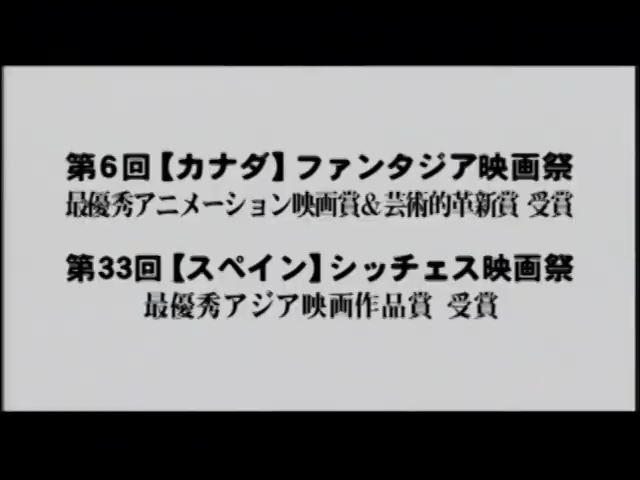 第6回【カナダ】ファンタジア映画祭
最優秀アニメーション映画賞&芸術的革新賞 受賞
第33回【スペイン】シッチェス映画祭
最優秀アジア映画作品賞 受賞